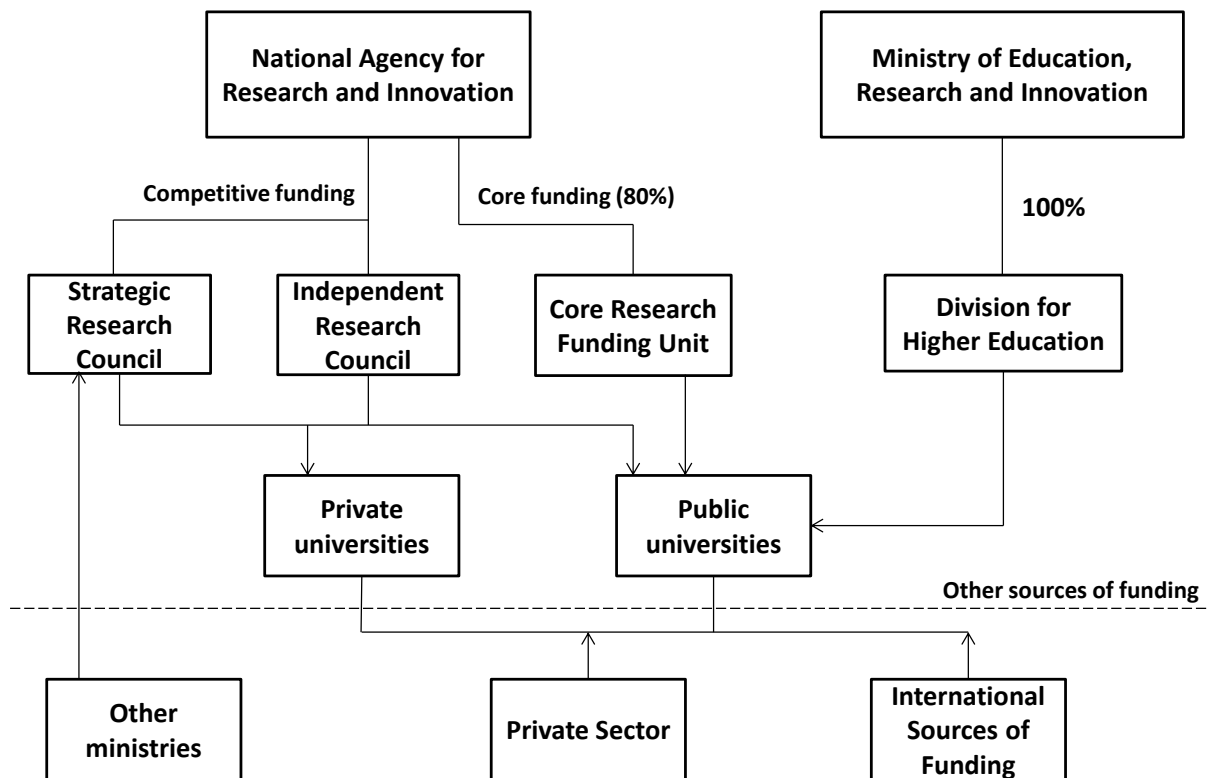 National Agency for
Research and Innovation
Ministry of Education,
Research and Innovation
Competitive funding
Core funding (80%)
100%
Strategic
Research
Council
Independent
Research
Council
Core Research
Funding Unit
Division for
Higher Education
Private
universities
Public
universities
Other sources of funding
Other
ministries
Private Sector
International
Sources of
Funding